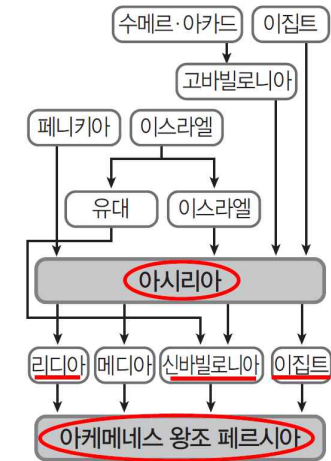 수메르·아카드 이집트
고바빌로니아
페니키아 이스라엘
유대 이스라엘
아시리아
리디아 메디아 신바빌로니아 이집트
아케메네스 왕조 페르시아